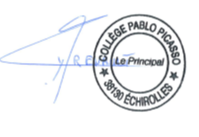 COLLÈGE PABLO PICASSO
Le Principal
38130 ÉCHIROLLES